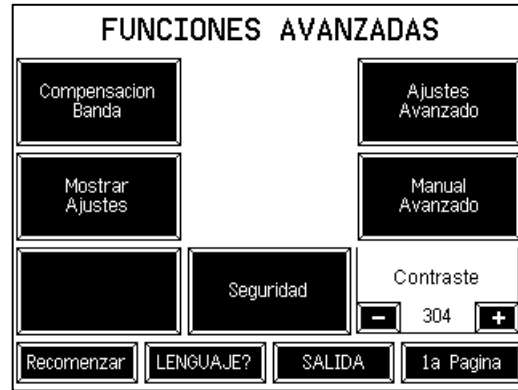 FUNCIONES AVANZADAS
Compensacion
Banda
Ajustes
Avanzado
Mostrar
Ajustes
Manual
Avanzado
Seguridad
Contraste
− 304 +
Recomenzar LENGUAJE? SALIDA 1a Pagina